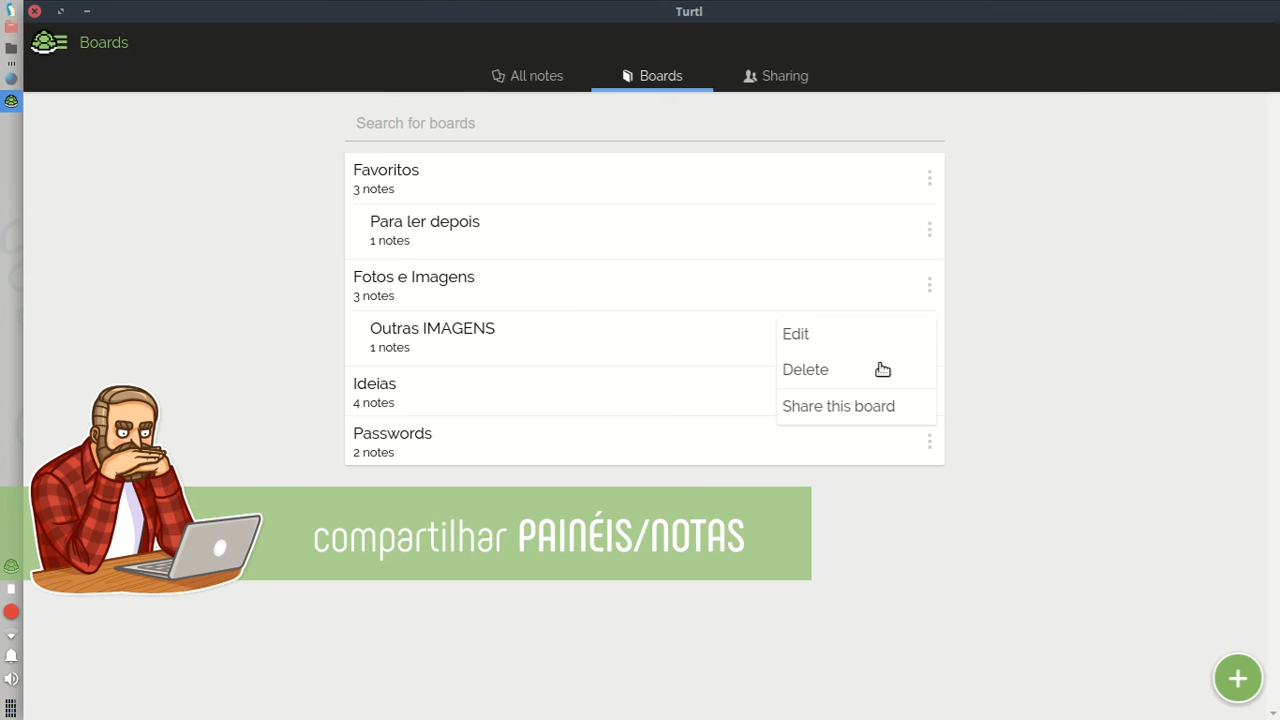 Turtl
Boards
All notes
Boards
Sharing
Search for boards
Favoritos
3 notes
Para ler depois
1 notes
Fotos e Imagens
3 notes
Outras IMAGENS
1 notes
Edit
Delete
Share this board
Ideias
4 notes
Passwords
2 notes
compartilhar PAINÉIS/NOTAS